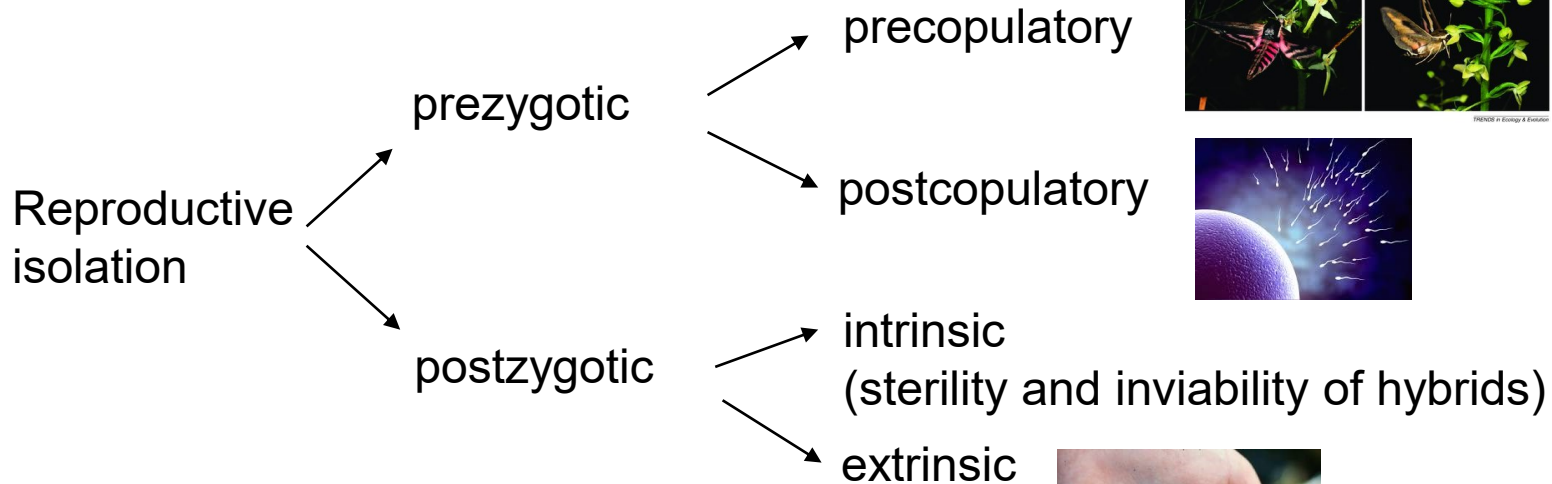 precopulatory
TRENDS in Ecology & Evolution
prezygotic
postcopulatory
Reproductive
isolation
intrinsic
(sterility and inviability of hybrids)
postzygotic
extrinsic